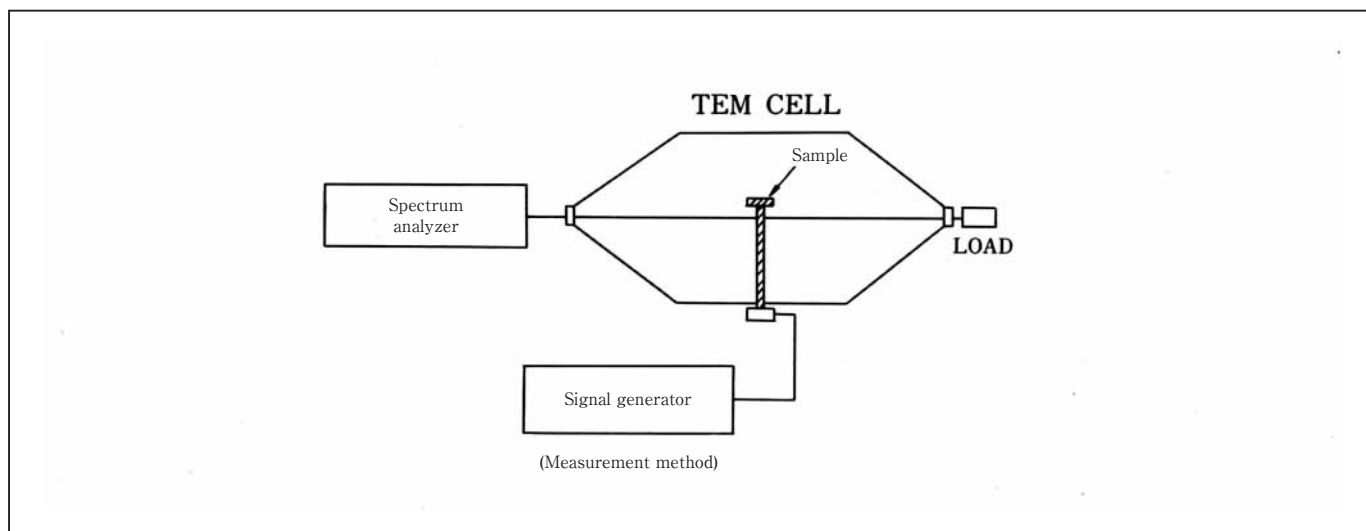 TEM CELL
Sample
Spectrum
analyzer
LOAD
Signal generator
(Measurement method)